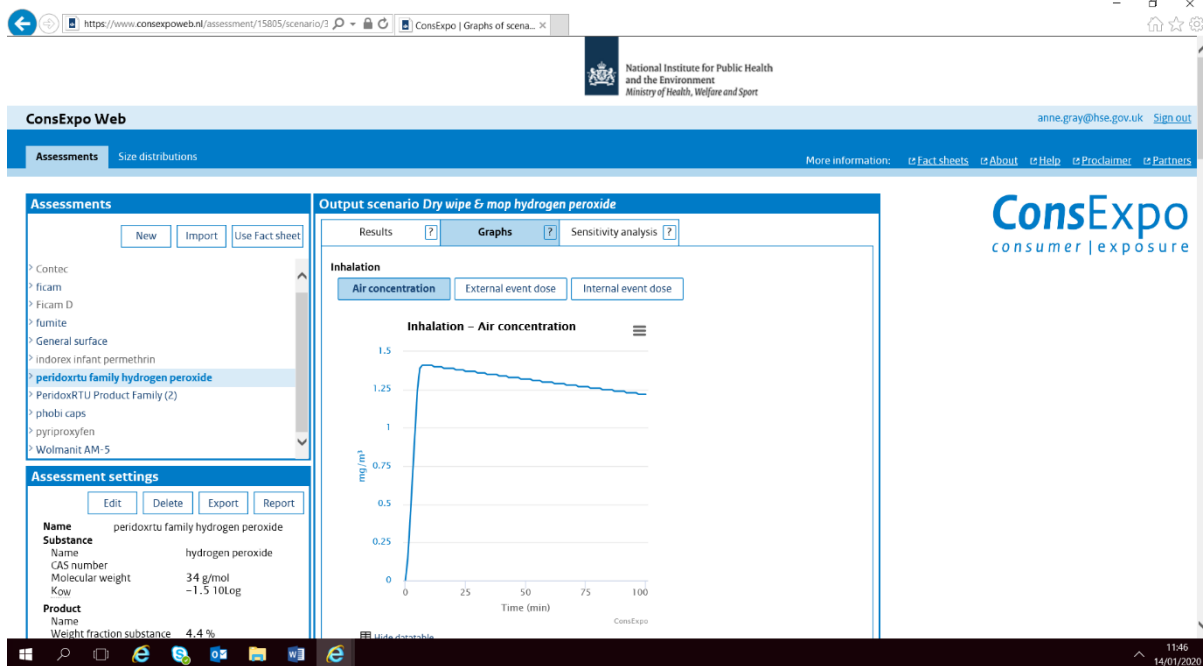 https://www.consexpoweb.nl/assessment/15805/scenario/3
ConsExpo | Graphs of scena...
National Institute for Public Health
and the Environment
Ministry of Health, Welfare and Sport
ConsExpo Web
anne.gray@hse.gov.uk Sign out
Assessments Size distributions
More information: Fact sheets About Help Proclaimer Partners
Assessments
New Import Use Fact sheet
> Contec
> ficam
> Ficam D
> fumite
> General surface
> indorex infant permethrin
> peridoxrtu family hydrogen peroxide
> PeridoxRTU Product Family (2)
> phobi caps
> pyriproxyfen
> Wolmanit AM-5
Assessment settings
Edit Delete Export Report
Name peridoxrtu family hydrogen peroxide
Substance
Name hydrogen peroxide
CAS number
Molecular weight 34 g/mol
Kow -1.5 10Log
Product
Name
Weight fraction substance 4.4 %
Output scenario Dry wipe & mop hydrogen peroxide
Results ? Graphs ? Sensitivity analysis ?
Inhalation
Air concentration External event dose Internal event dose
Inhalation – Air concentration
1.5
1.25
1
0.75
0.5
0.25
0
mg/m³
0 25 50 75 100
Time (min)
ConsExpo
Hide datatable
ConsExpo
consumer|exposure
11:46
14/01/2020